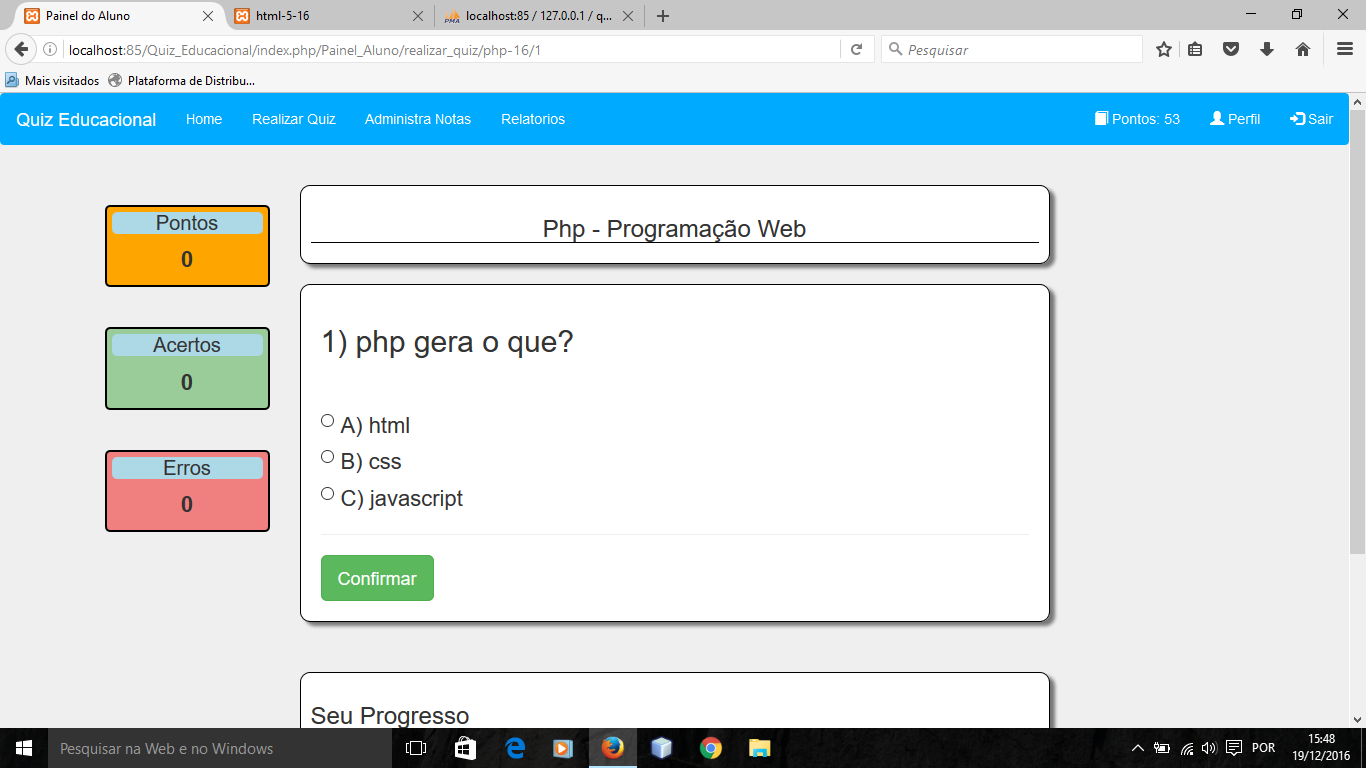 Painel do Aluno
html-5-16
localhost:85 / 127.0.0.1 / q...
localhost:85/Quiz_Educacional/index.php/Painel_Aluno/realizar_quiz/php-16/1
Pesquisar
Mais visitados
Plataforma de Distribu...
Quiz Educacional
Home
Realizar Quiz
Administra Notas
Relatorios
Pontos: 53
Perfil
Sair
Pontos
0
Acertos
0
Erros
0
Php - Programação Web
1) php gera o que?
A) html
B) css
C) javascript
Confirmar
Seu Progresso
Pesquisar na Web e no Windows
POR
15:48
19/12/2016